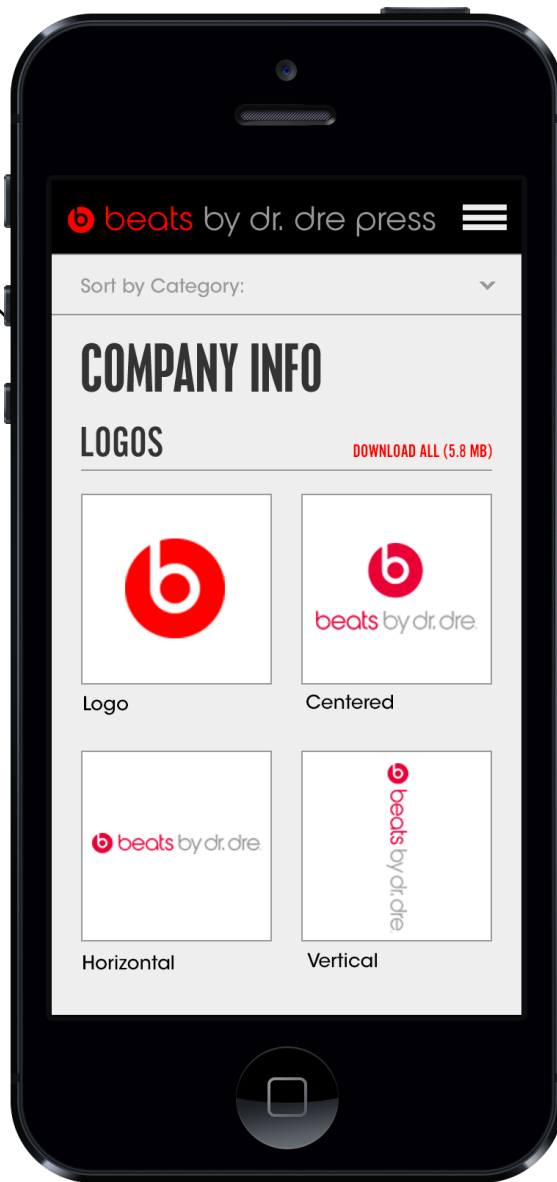 beats by dr. dre press
Sort by Category:
COMPANY INFO
LOGOS
DOWNLOAD ALL (5.8 MB)
beats by dr. dre.
Logo
Centered
beats by dr. dre.
beats by dr. dre.
Horizontal
Vertical